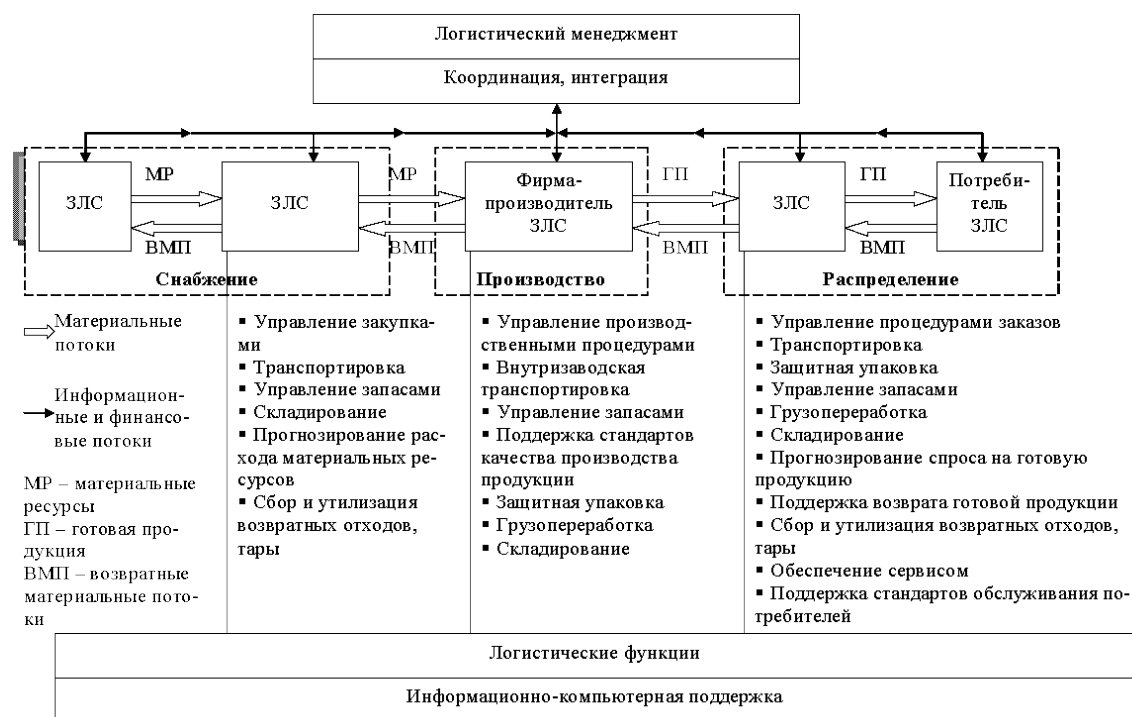 Логистический менеджмент
Координация, интеграция
ЗЛС
МР
ВМП
ЗЛС
МР
ВМП
Фирма-
производитель
ЗЛС
ГП
ВМП
ЗЛС
ГП
ВМП
Потреби-
тель
ЗЛС
Снабжение
Производство
Распределение
Материальные
потоки
Информацион-
ные и финансо-
вые потоки
МР – материальные
ресурсы
ГП – готовая про-
дукция
ВМП – возвратные
материальные пото-
ки
▪ Управление закупка-
ми
▪ Транспортировка
▪ Управление запасами
▪ Складирование
▪ Прогнозирование рас-
хода материальных ре-
сурсов
▪ Сбор и утилизация
возвратных отходов,
тары
▪ Управление производ-
ственными процедурами
▪ Внутризаводская
транспортировка
▪ Управление запасами
▪ Поддержка стандартов
качества производства
продукции
▪ Защитная упаковка
▪ Грузопереработка
▪ Складирование
▪ Управление процедурами заказов
▪ Транспортировка
▪ Защитная упаковка
▪ Управление запасами
▪ Грузопереработка
▪ Складирование
▪ Прогнозирование спроса на готовую
продукцию
▪ Поддержка возврата готовой продукции
▪ Сбор и утилизация возвратных отходов,
тары
▪ Обеспечение сервисом
▪ Поддержка стандартов обслуживания по-
требителей
Логистические функции
Информационно-компьютерная поддержка